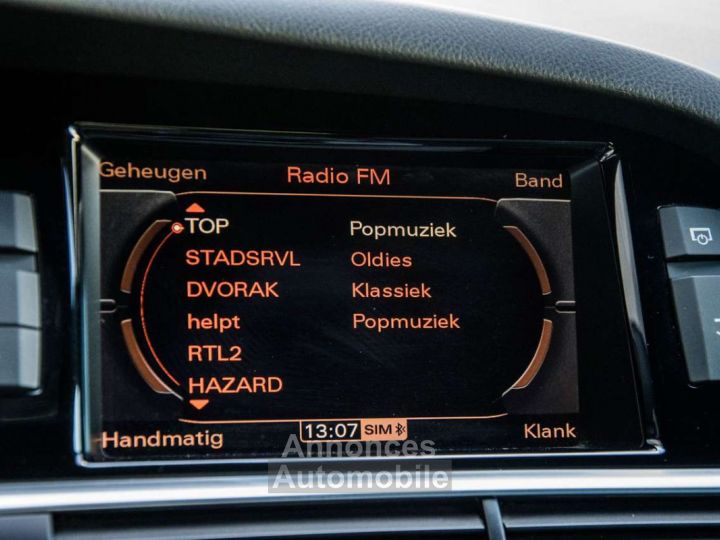 Geheugen Radio FM Band
TOP Popmuziek
STADSRVL Oldies
DVORAK Klassiek
helpt Popmuziek
RTL2
HAZARD
Handmatig 13:07 SIM Klank
Annonces
Automobile